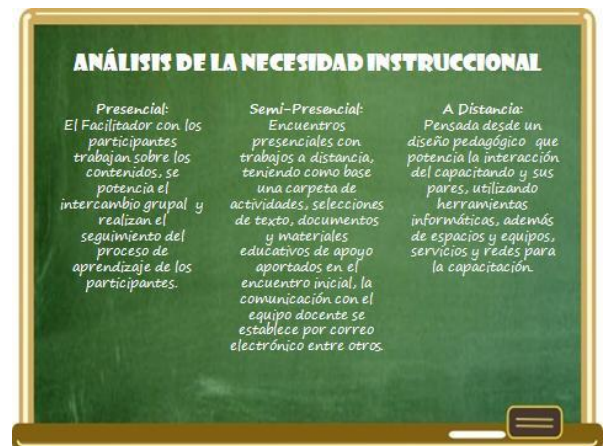 ANÁLISIS DE LA NECESIDAD INSTRUCCIONAL
Presencial:
El Facilitador con los
participantes
trabajan sobre los
contenidos, se
potencia el
intercambio grupal y
realizan el
seguimiento del
proceso de
aprendizaje de los
participantes.
Semi-Presencial:
Encuentros
presenciales con
trabajos a distancia,
teniendo como base
una carpeta de
actividades, selecciones
de texto, documentos
y materiales
educativos de apoyo
aportados en el
encuentro inicial, la
comunicación con el
equipo docente se
establece por correo
electrónico entre otros.
A Distancia:
Pensada desde un
diseño pedagógico que
potencia la interacción
del capacitando y sus
pares, utilizando
herramientas
informáticas, además
de espacios y equipos,
servicios y redes para
la capacitación.